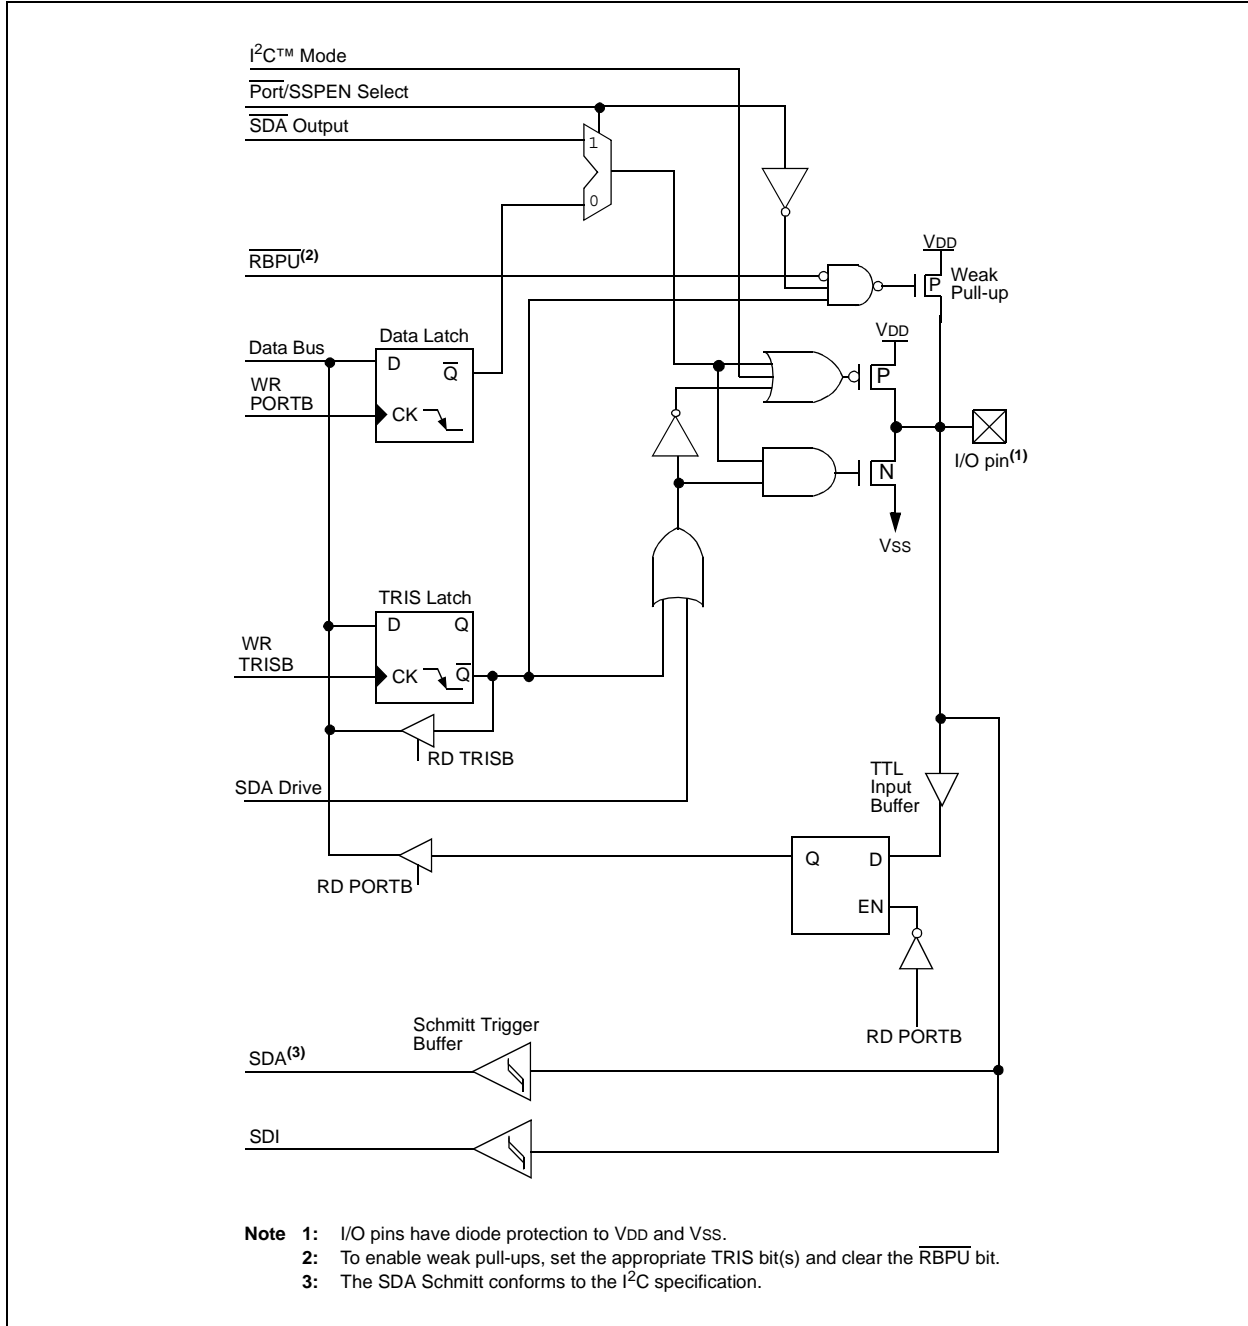 I²C™ Mode
P̅o̅r̅t̅/SSPEN Select
S̅D̅A̅ Output
1
0
R̅B̅P̅U̅(2)
VDD
P
Weak
Pull-up
Data Latch
Data Bus
D
Q̅
WR
PORTB
CK
VDD
P
I/O pin(1)
N
VSS
TRIS Latch
D
Q
WR
TRISB
CK
Q̅
RD TRISB
SDA Drive
TTL
Input
Buffer
Q
D
EN
RD PORTB
RD PORTB
Schmitt Trigger
Buffer
SDA(3)
SDI
Note 1: I/O pins have diode protection to VDD and VSS.
2: To enable weak pull-ups, set the appropriate TRIS bit(s) and clear the R̅B̅P̅U̅ bit.
3: The SDA Schmitt conforms to the I²C specification.